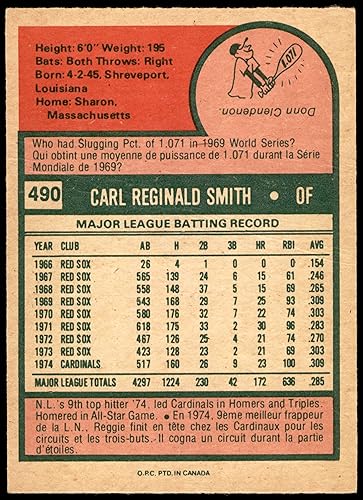 Height: 6'0" Weight: 195
Bats: Both Throws: Right
Born: 4-2-45, Shreveport,
Louisiana
Home: Sharon,
Massachusetts
1.071
Donn Clendenon.
Who had Slugging Pct. of 1.071 in 1969 World Series?
Qui obtint une moyenne de puissance de 1.071 durant la Série
Mondiale de 1969?
490 CARL REGINALD SMITH • OF
MAJOR LEAGUE BATTING RECORD
YEAR CLUB AB H 2B 3B HR RBI AVG
1966 RED SOX 26 4 1 0 0 0 .154
1967 RED SOX 565 139 24 6 15 61 .246
1968 RED SOX 558 148 37 5 15 69 .265
1969 RED SOX 543 168 29 7 25 93 .309
1970 RED SOX 580 176 32 7 22 74 .303
1971 RED SOX 618 175 33 2 30 96 .283
1972 RED SOX 467 126 25 4 21 74 .270
1973 RED SOX 423 128 23 2 21 69 .303
1974 CARDINALS 517 160 26 9 23 100 .309
MAJOR LEAGUE TOTALS 4297 1224 230 42 172 636 .285
N.L.'s 9th top hitter '74, led Cardinals in Homers and Triples.
Homered in All-Star Game. • En 1974, 9ème meilleur frappeur
de la L.N.. Reggie finit en tête chez les Cardinaux pour les
circuits et les trois-buts. Il cogna un circuit durant la partie
d'étoiles.
O.P.C. PTD. IN CANADA